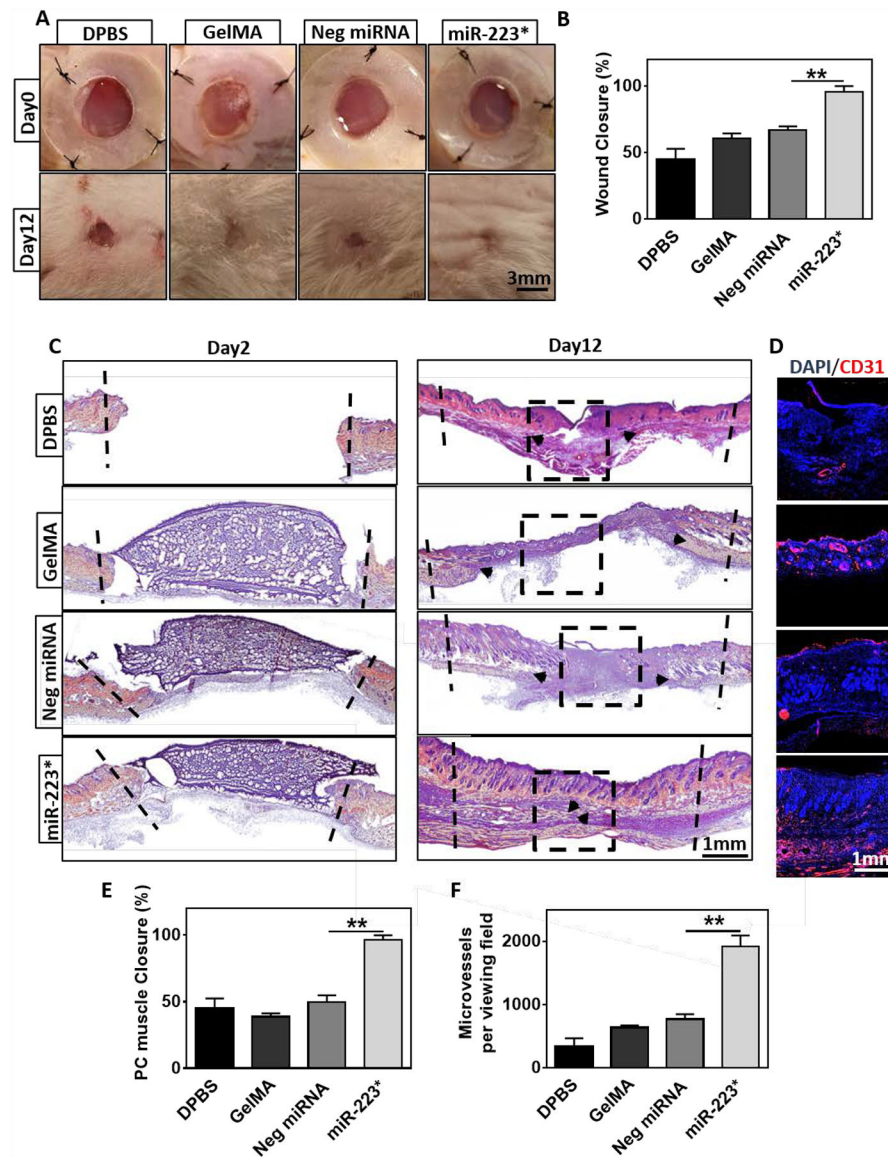 A
DPBS
GelMA
Neg miRNA
miR-223*
Day0
Day12
3mm
B
Wound Closure (%)
100
50
0
**
DPBS
GelMA
Neg miRNA
miR-223*
C
Day2
Day12
DPBS
GelMA
Neg miRNA
miR-223*
1mm
D
DAPI/CD31
1mm
E
PC muscle Closure (%)
100
50
0
**
DPBS
GelMA
Neg miRNA
miR-223*
F
Microvessels
per viewing field
2000
1000
0
**
DPBS
GelMA
Neg miRNA
miR-223*